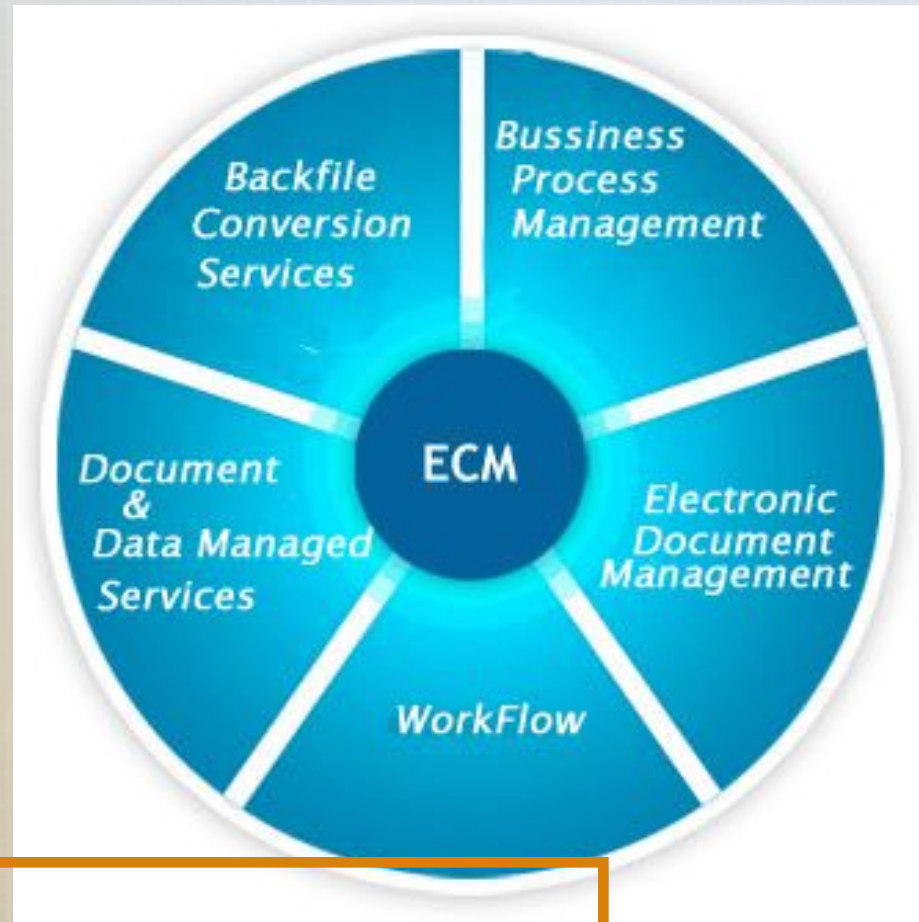 Backfile
Conversion
Services
Bussiness
Process
Management
Document
&
Data Managed
Services
ECM
Electronic
Document
Management
WorkFlow